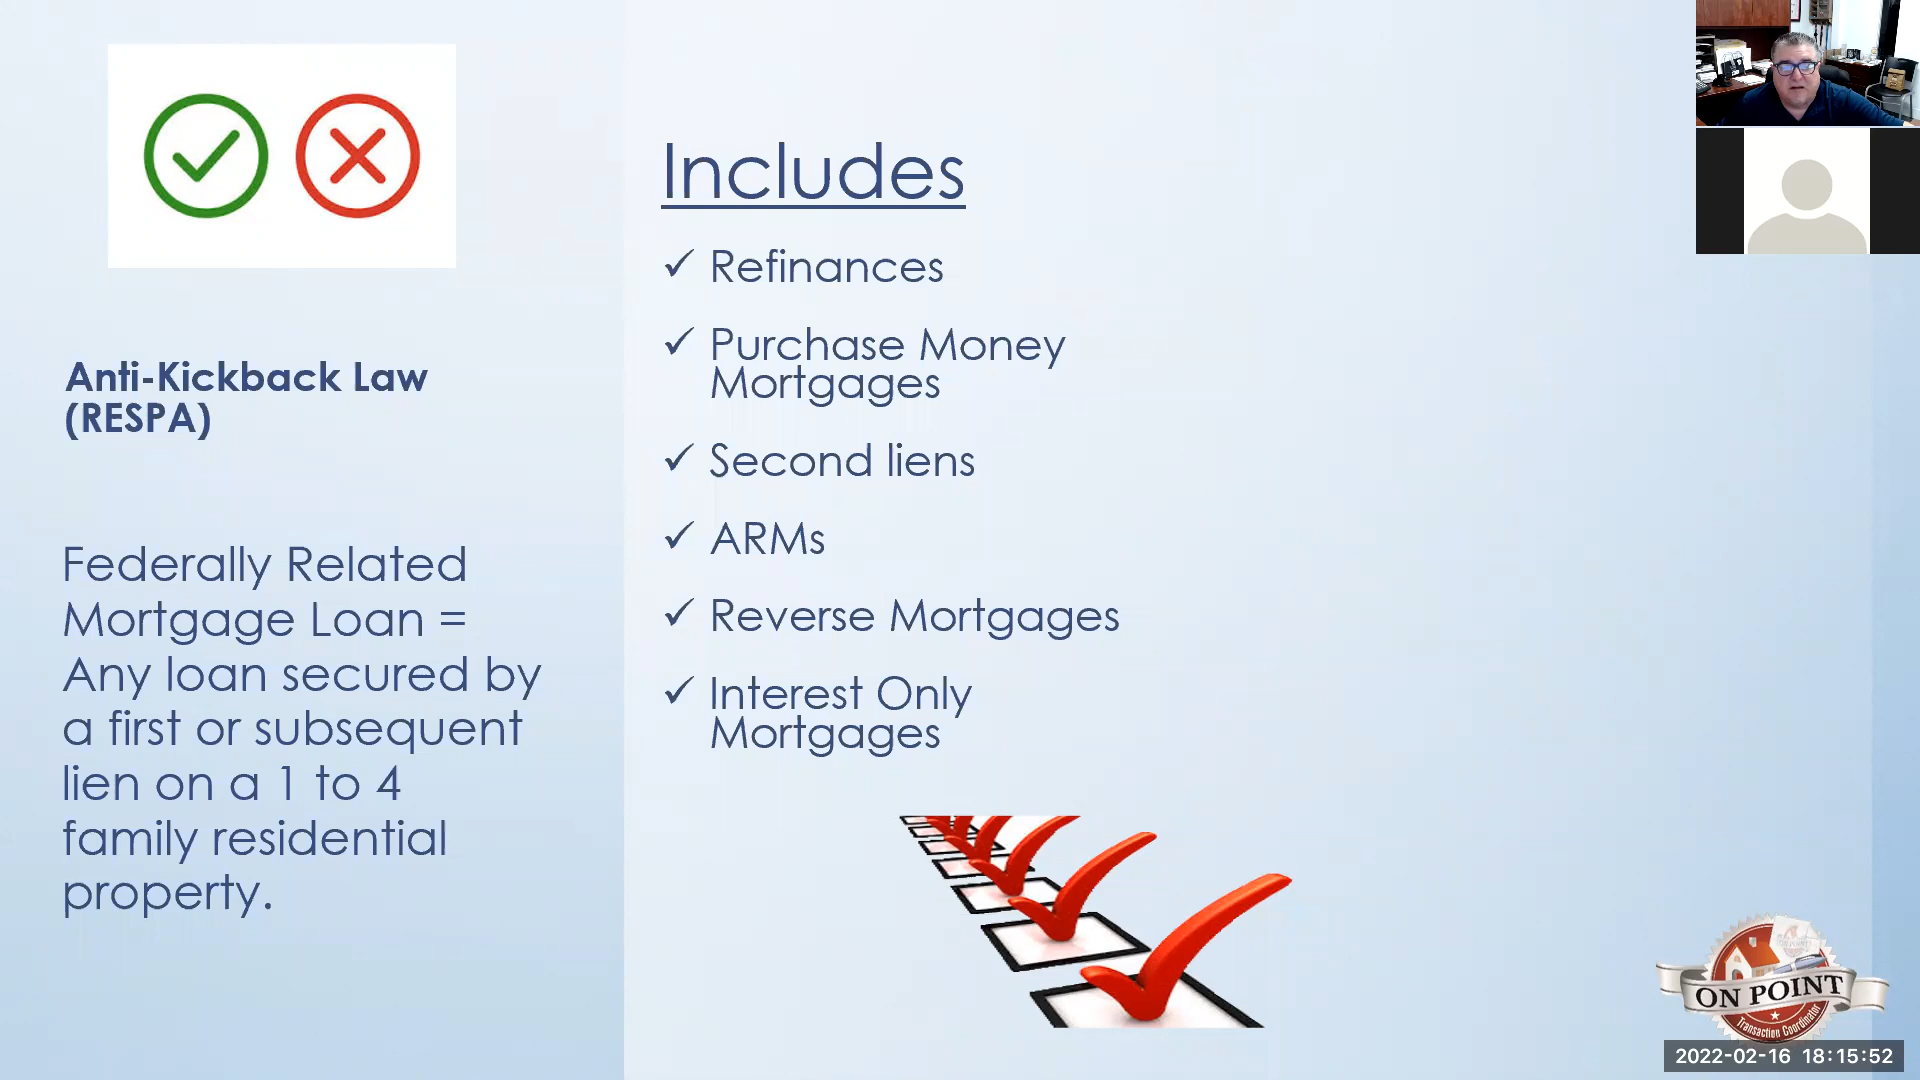 Anti-Kickback Law
(RESPA)
Federally Related
Mortgage Loan =
Any loan secured by
a first or subsequent
lien on a 1 to 4
family residential
property.
Includes
✓ Refinances
✓ Purchase Money
Mortgages
✓ Second liens
✓ ARMs
✓ Reverse Mortgages
✓ Interest Only
Mortgages
ON POINT
Transaction Coordinator
2022-02-16 18:15:52